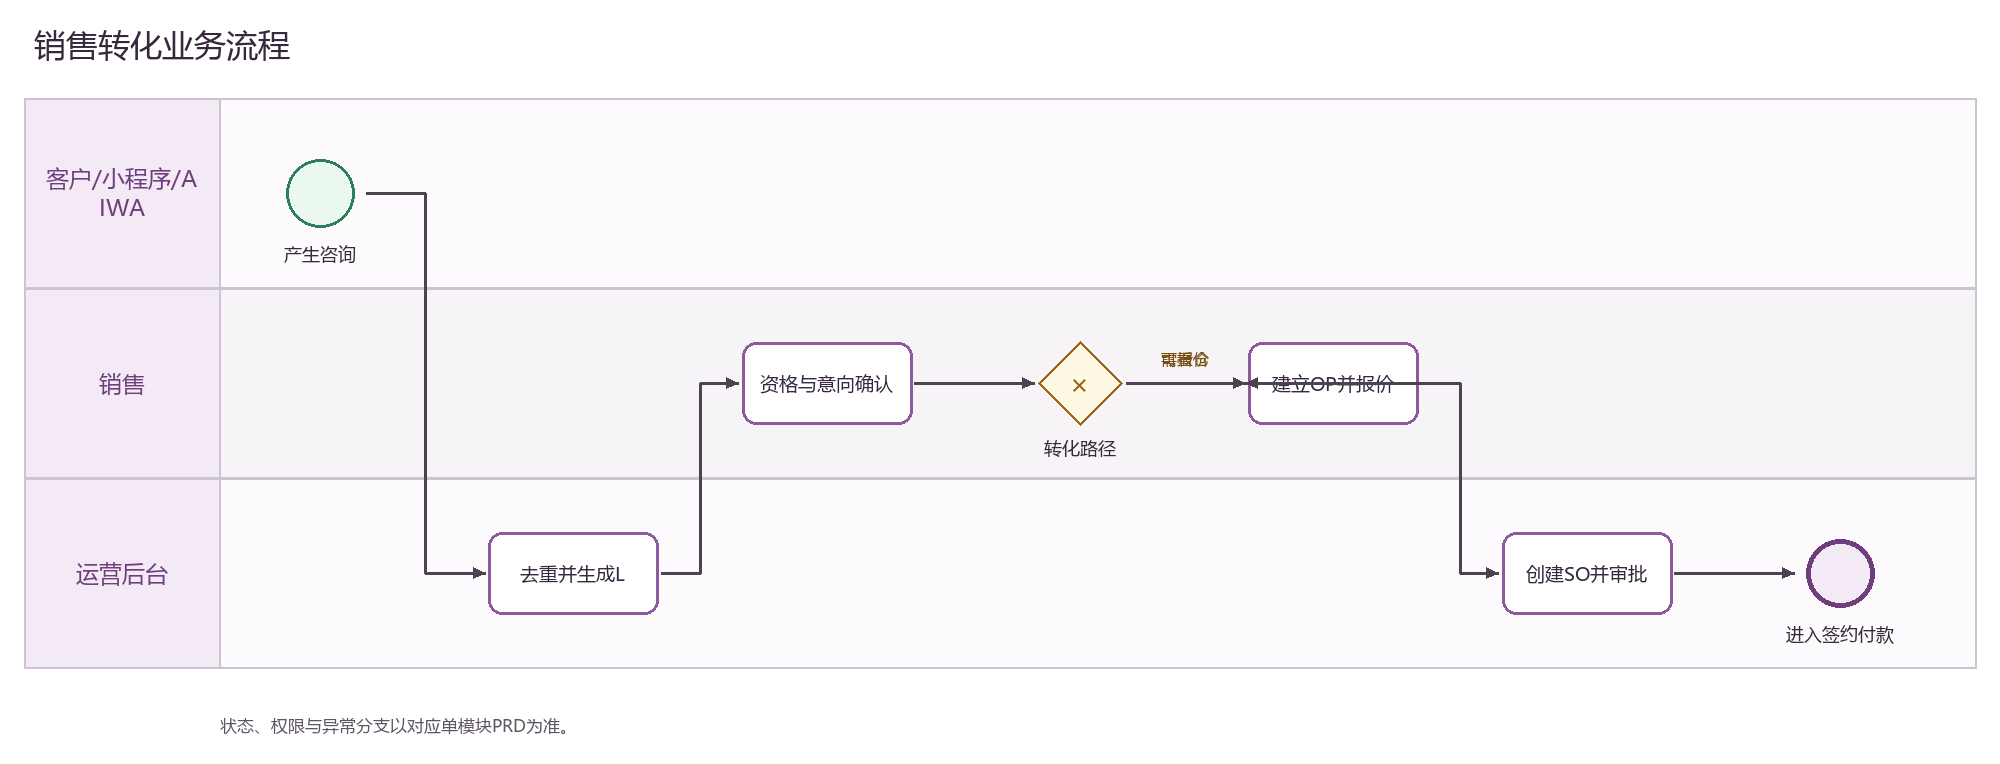 销售转化业务流程
客户/小程序/A
IWA
产生咨询
销售
资格与意向确认
×
转化路径
建立OP并报价
运营后台
去重并生成L
创建SO并审批
进入签约付款
状态、权限与异常分支以对应单模块PRD为准。